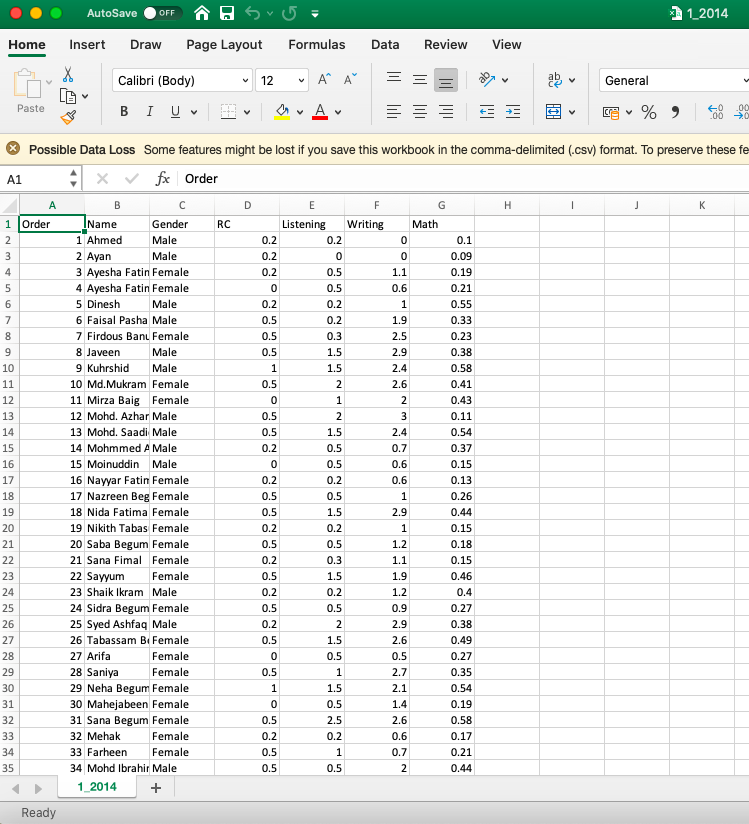 AutoSave OFF 1_2014
Home Insert Draw Page Layout Formulas Data Review View
Paste Calibri (Body) 12 A A ab General
B I U A %
Possible Data Loss Some features might be lost if you save this workbook in the comma-delimited (.csv) format. To preserve these fe
A1 fx Order
A B C D E F G H I J K
1 Order Name Gender RC Listening Writing Math
2 1 Ahmed Male 0.2 0.2 0 0.1
3 2 Ayan Male 0.2 0 0 0.09
4 3 Ayesha Fatin Female 0.2 0.5 1.1 0.19
5 4 Ayesha Fatin Female 0 0.5 0.6 0.21
6 5 Dinesh Male 0.2 0.2 1 0.55
7 6 Faisal Pasha Male 0.5 0.2 1.9 0.33
8 7 Firdous Banu Female 0.5 0.3 2.5 0.23
9 8 Javeen Male 0.5 1.5 2.9 0.38
10 9 Kuhrshid Male 1 1.5 2.4 0.58
11 10 Md.Mukram Female 0.5 2 2.6 0.41
12 11 Mirza Baig Female 0 1 2 0.43
13 12 Mohd. Azhar Male 0.5 2 3 0.11
14 13 Mohd. Saadi Male 0.5 1.5 2.4 0.54
15 14 Mohmmed A Male 0.2 0.5 0.7 0.37
16 15 Moinuddin Male 0 0.5 0.6 0.15
17 16 Nayyar Fatim Female 0.2 0.2 0.6 0.13
18 17 Nazreen Beg Female 0.5 0.5 1 0.26
19 18 Nida Fatima Female 0.5 1.5 2.9 0.44
20 19 Nikith Tabas Female 0.2 0.2 1 0.15
21 20 Saba Begum Female 0.5 0.5 1.2 0.18
22 21 Sana Fimal Female 0.2 0.3 1.1 0.15
23 22 Sayyum Female 0.5 1.5 1.9 0.46
24 23 Shaik Ikram Male 0.2 0.2 1.2 0.4
25 24 Sidra Begum Female 0.5 0.5 0.9 0.27
26 25 Syed Ashfaq Male 0.2 2 2.9 0.38
27 26 Tabassam Be Female 0.5 1.5 2.6 0.49
28 27 Arifa Female 0 0.5 0.5 0.27
29 28 Saniya Female 0.5 1 2.7 0.35
30 29 Neha Begum Female 1 1.5 2.1 0.54
31 30 Mahejabeen Female 0 0.5 1.4 0.19
32 31 Sana Begum Female 0.5 2.5 2.6 0.58
33 32 Mehak Female 0.2 0.2 0.6 0.17
34 33 Farheen Female 0.5 1 0.7 0.21
35 34 Mohd Ibrahin Male 0.5 0.5 2 0.44
1_2014 +
Ready